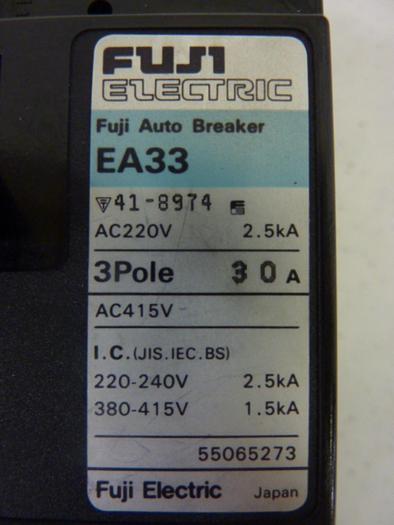 FUJI
ELECTRIC
Fuji Auto Breaker
EA33
41-8974
AC220V 2.5kA
3Pole 30A
AC415V
I.C.(JIS.IEC.BS)
220-240V 2.5kA
380-415V 1.5kA
55065273
Fuji Electric Japan